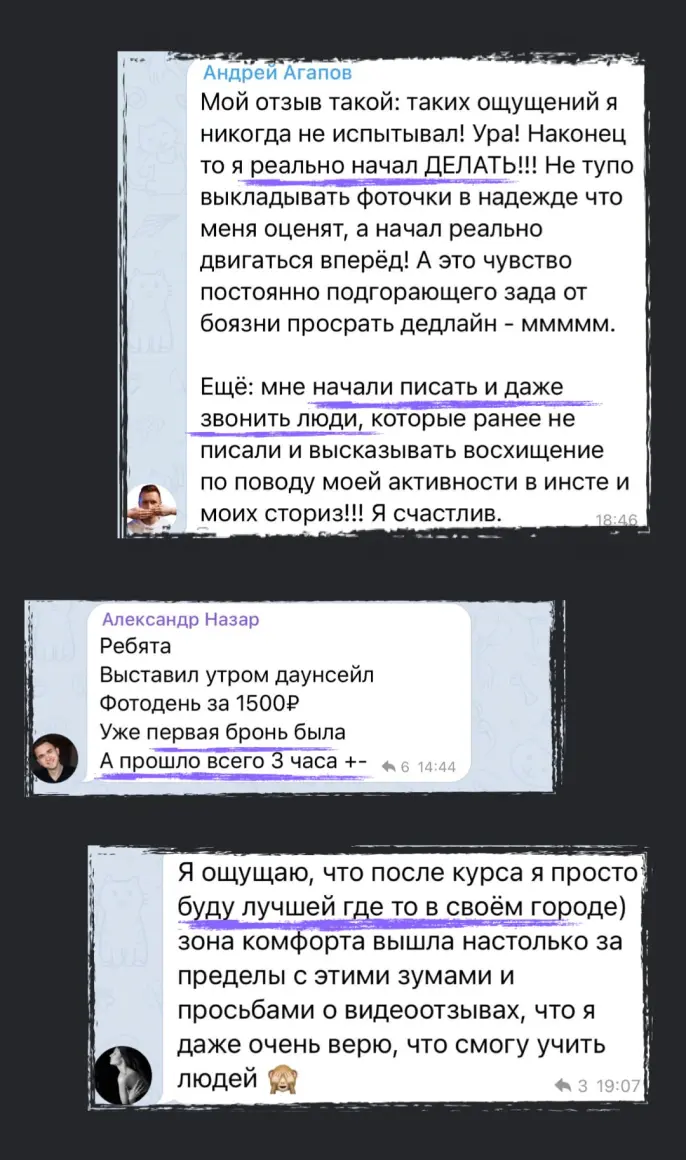 Андрей Агапов
Мой отзыв такой: таких ощущений я
никогда не испытывал! Ура! Наконец
то я реально начал ДЕЛАТЬ!!! Не тупо
выкладывать фоточки в надежде что
меня оценят, а начал реально
двигаться вперёд! А это чувство
постоянно подгорающего зада от
боязни просрать дедлайн - ммммм.
Ещё: мне начали писать и даже
звонить люди, которые ранее не
писали и высказывать восхищение
по поводу моей активности в инсте и
моих сториз!!! Я счастлив.
18:46
Александр Назар
Ребята
Выставил утром даунсейл
Фотодень за 1500₽
Уже первая бронь была
А прошло всего 3 часа +-
6 14:44
Я ощущаю, что после курса я просто
буду лучшей где то в своём городе)
зона комфорта вышла настолько за
пределы с этими зумами и
просьбами о видеоотзывах, что я
даже очень верю, что смогу учить
людей 🙈
3 19:07